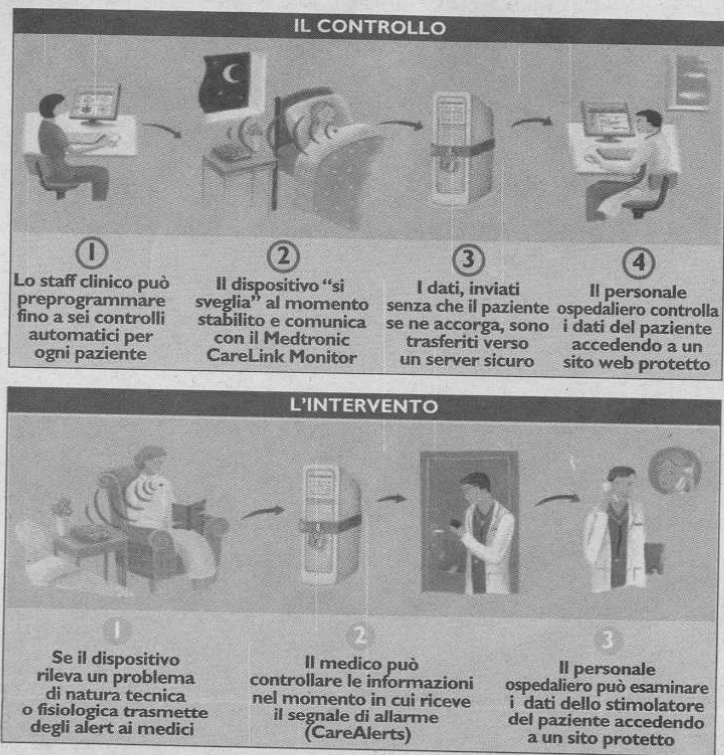 IL CONTROLLO
1
Lo staff clinico può
preprogrammare
fino a sei controlli
automatici per
ogni paziente
2
Il dispositivo “si
sveglia” al momento
stabilito e comunica
con il Medtronic
CareLink Monitor
3
I dati, inviati
senza che il paziente
se ne accorga, sono
trasferiti verso
un server sicuro
4
Il personale
ospedaliero controlla
i dati del paziente
accedendo a un
sito web protetto
L'INTERVENTO
1
Se il dispositivo
rileva un problema
di natura tecnica
o fisiologica trasmette
degli alert ai medici
2
Il medico può
controllare le informazioni
nel momento in cui riceve
il segnale di allarme
(CareAlerts)
3
Il personale
ospedaliero può esaminare
i dati dello stimolatore
del paziente accedendo
a un sito protetto